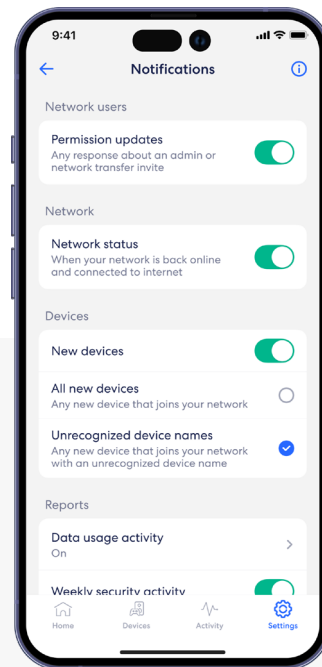 9:41
Notifications
Network users
Permission updates
Any response about an admin or
network transfer invite
Network
Network status
When your network is back online
and connected to internet
Devices
New devices
All new devices
Any new device that joins your network
Unrecognized device names
Any new device that joins your network
with an unrecognized device name
Reports
Data usage activity
On
Weekly security activity
Home Devices Activity Settings